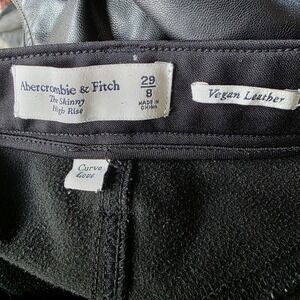 Abercrombie & Fitch
The Skinny
High Rise
29
8
MADE IN
CHINA
Vegan Leather
Curve
Love